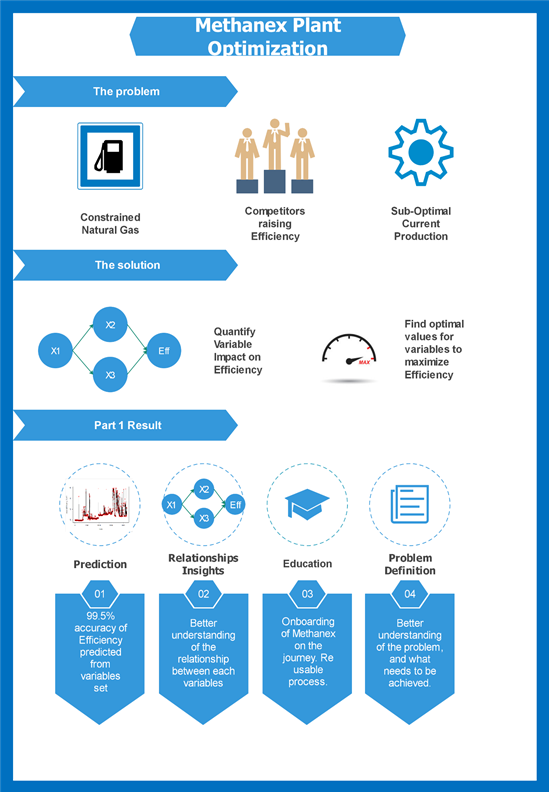 Methanex Plant
Optimization
The problem
Constrained
Natural Gas
Competitors
raising
Efficiency
Sub-Optimal
Current
Production
The solution
X1
X2
X3
Eff
Quantify
Variable
Impact on
Efficiency
MAX
Find optimal
values for
variables to
maximize
Efficiency
Part 1 Result
X1
X2
X3
Eff
Prediction
Relationships
Insights
Education
Problem
Definition
01
99.5%
accuracy of
Efficiency
predicted
from
variables
set
02
Better
understanding
of the
relationship
between each
variables
03
Onboarding
of Methanex
on the
journey. Re
usable
process.
04
Better
understanding
of the problem,
and what
needs to be
achieved.